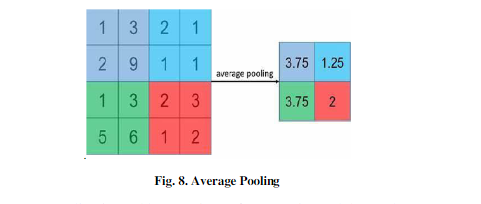 1 3 2 1
2 9 1 1
1 3 2 3
5 6 1 2
average pooling
3.75 1.25
3.75 2
Fig. 8. Average Pooling